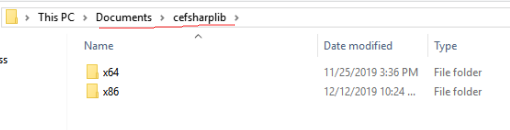 This PC > Documents > cefsharplib
Name Date modified Type
ss
x64 11/25/2019 3:36 PM File folder
x86 12/12/2019 10:24 ... File folder